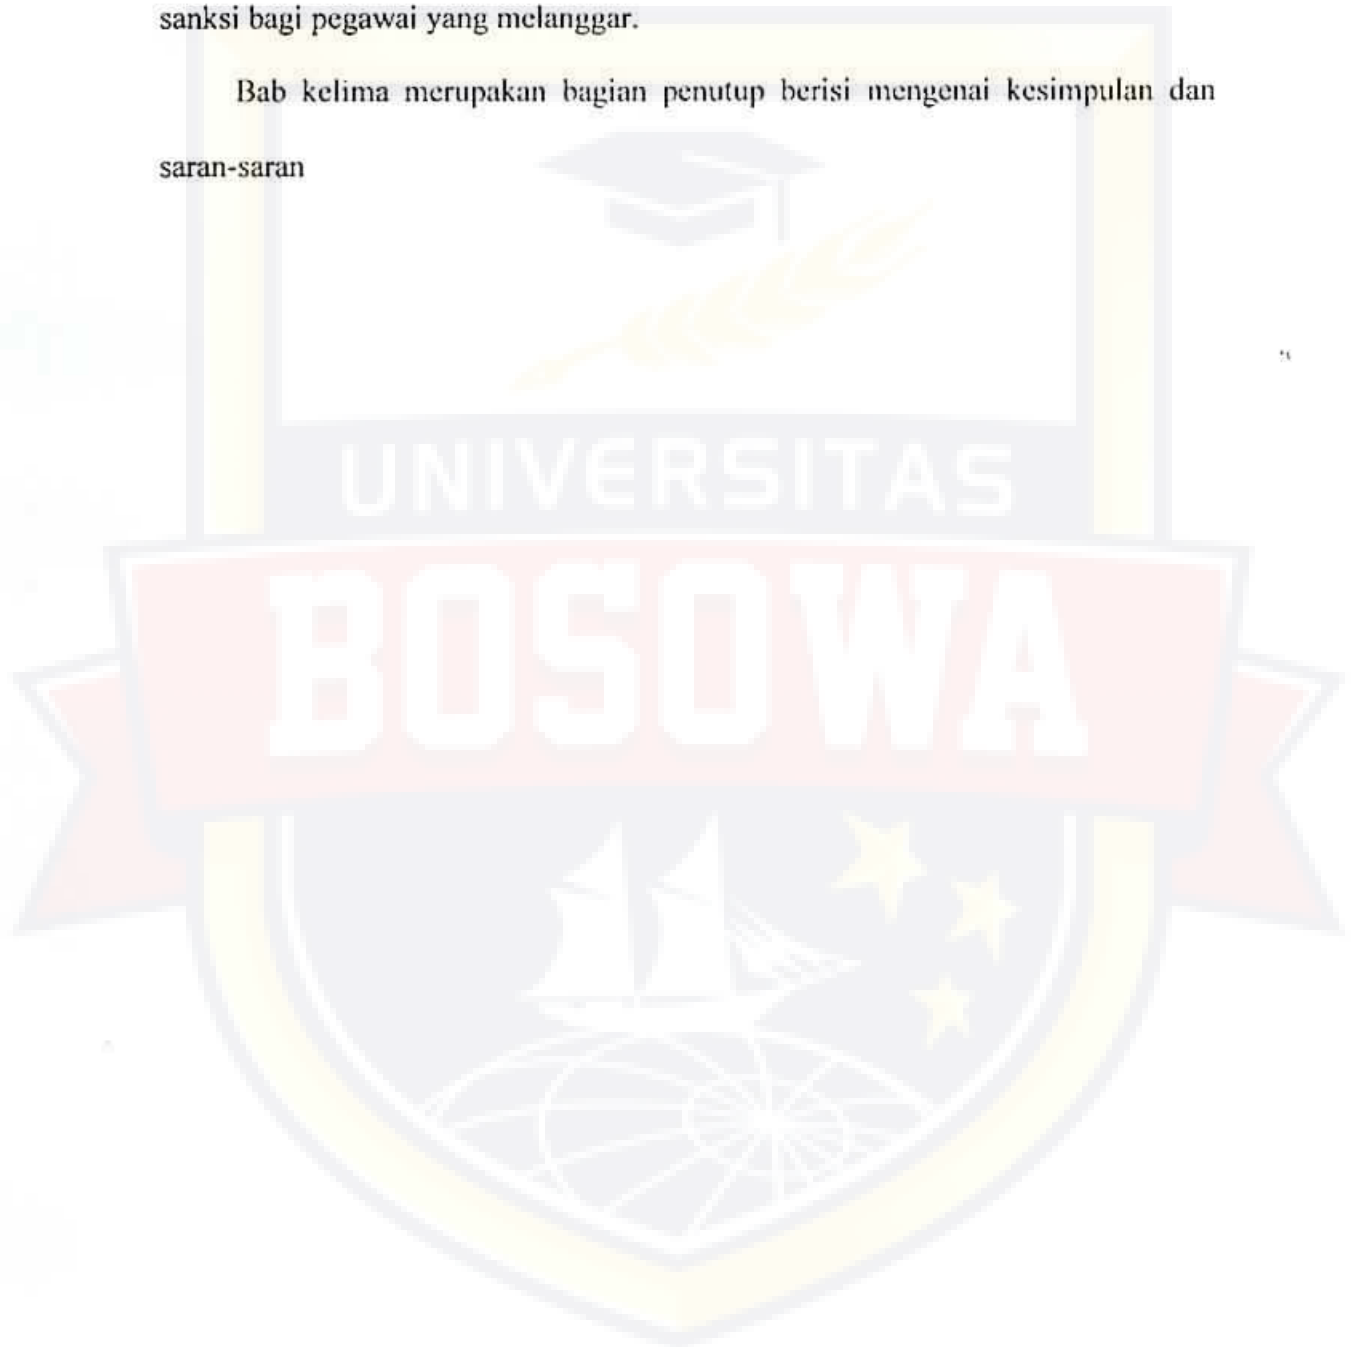 sanksi bagi pegawai yang melanggar.
Bab kelima merupakan bagian penutup berisi mengenai kesimpulan dan
saran-saran
UNIVERSITAS
BOSOWA